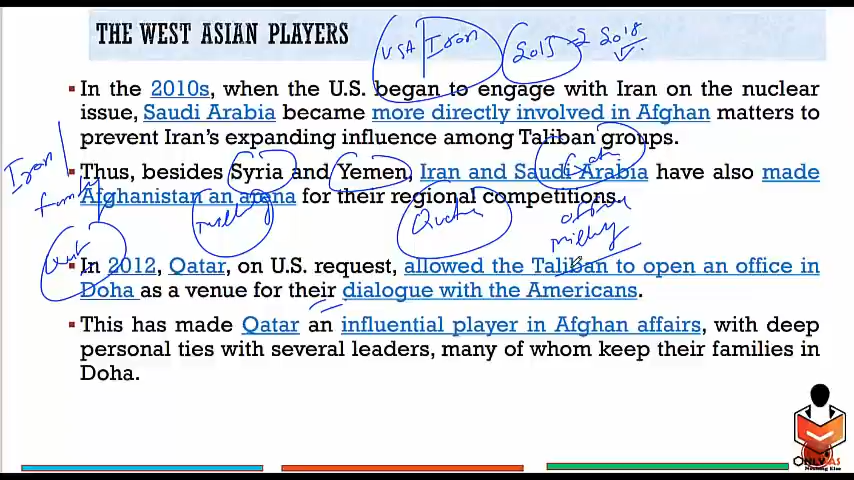 THE WEST ASIAN PLAYERS
USA Iran
2015 2018
In the 2010s, when the U.S. began to engage with Iran on the nuclear
issue, Saudi Arabia became more directly involved in Afghan matters to
prevent Iran's expanding influence among Taliban groups.
Iran
Thus, besides Syria and Yemen, Iran and Saudi Arabia have also made
Afghanistan an arena for their regional competitions.
In 2012, Qatar, on U.S. request, allowed the Taliban to open an office in
Doha as a venue for their dialogue with the Americans.
This has made Qatar an influential player in Afghan affairs, with deep
personal ties with several leaders, many of whom keep their families in
Doha.
ONLYIAS